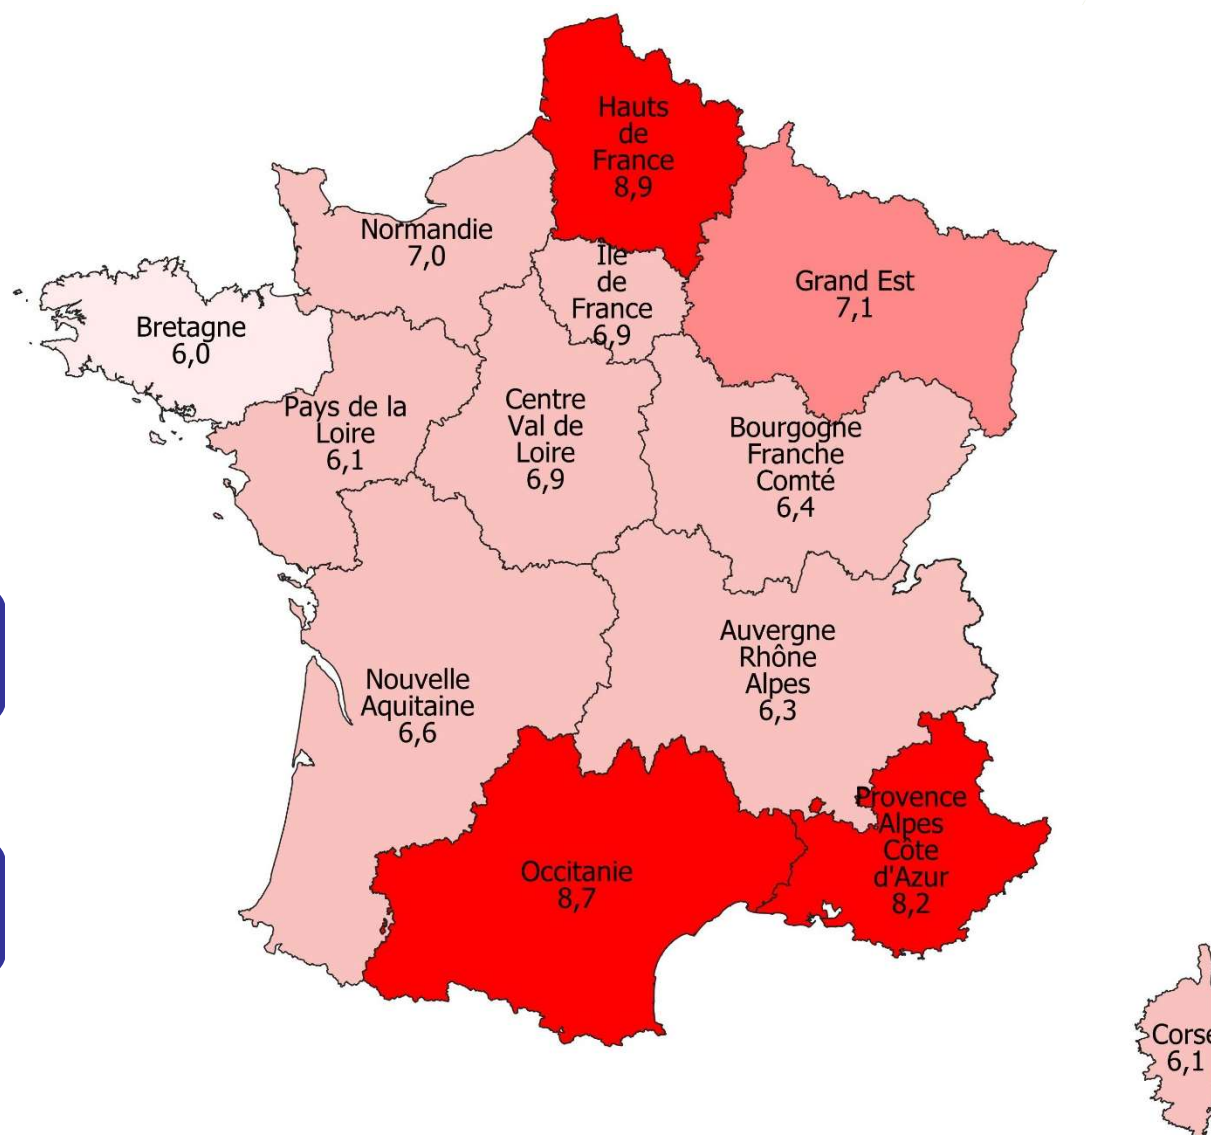 Hauts
de
France
8,9
Normandie
7,0
Île
de
France
6,9
Grand Est
7,1
Bretagne
6,0
Pays de la
Loire
6,1
Centre
Val de
Loire
6,9
Bourgogne
Franche
Comté
6,4
Auvergne
Rhône
Alpes
6,3
Nouvelle
Aquitaine
6,6
Provence
Alpes
Côte
d'Azur
8,2
Occitanie
8,7
Corse
6,1